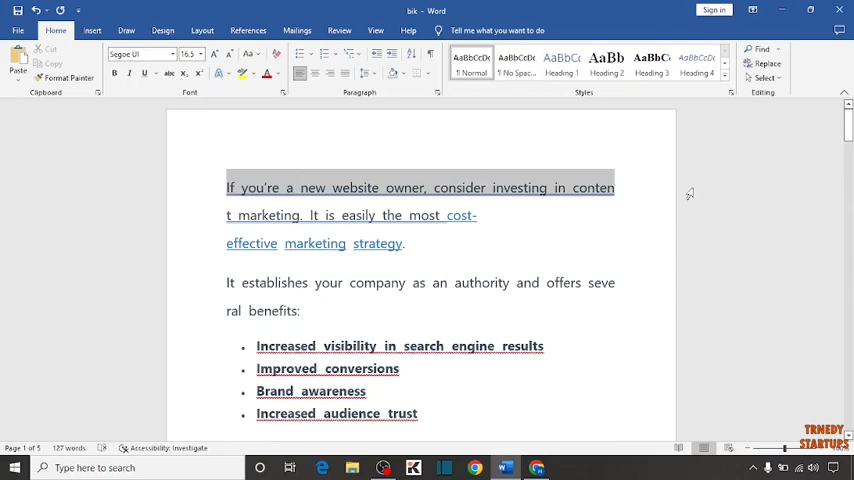 bik - Word
Sign in
File Home Insert Draw Design Layout References Mailings Review View Help Tell me what you want to do
Cut
Copy
Paste
Format Painter
Clipboard
Segoe UI 16.5
Font
Paragraph
AaBbCcDc AaBbCcDc AaBbCcDc AaBb AaBbC AaBbCcDc
¶ Normal ¶ No Spac... Heading 1 Heading 2 Heading 3 Heading 4
Styles
Find
Replace
Select
Editing
If you're a new website owner, consider investing in conten
t marketing. It is easily the most cost-
effective marketing strategy.
It establishes your company as an authority and offers seve
ral benefits:
• Increased visibility in search engine results
• Improved conversions
• Brand awareness
• Increased audience trust
TRNEDY
STARTUPS
Page 1 of 5 127 words Accessibility: Investigate
Type here to search